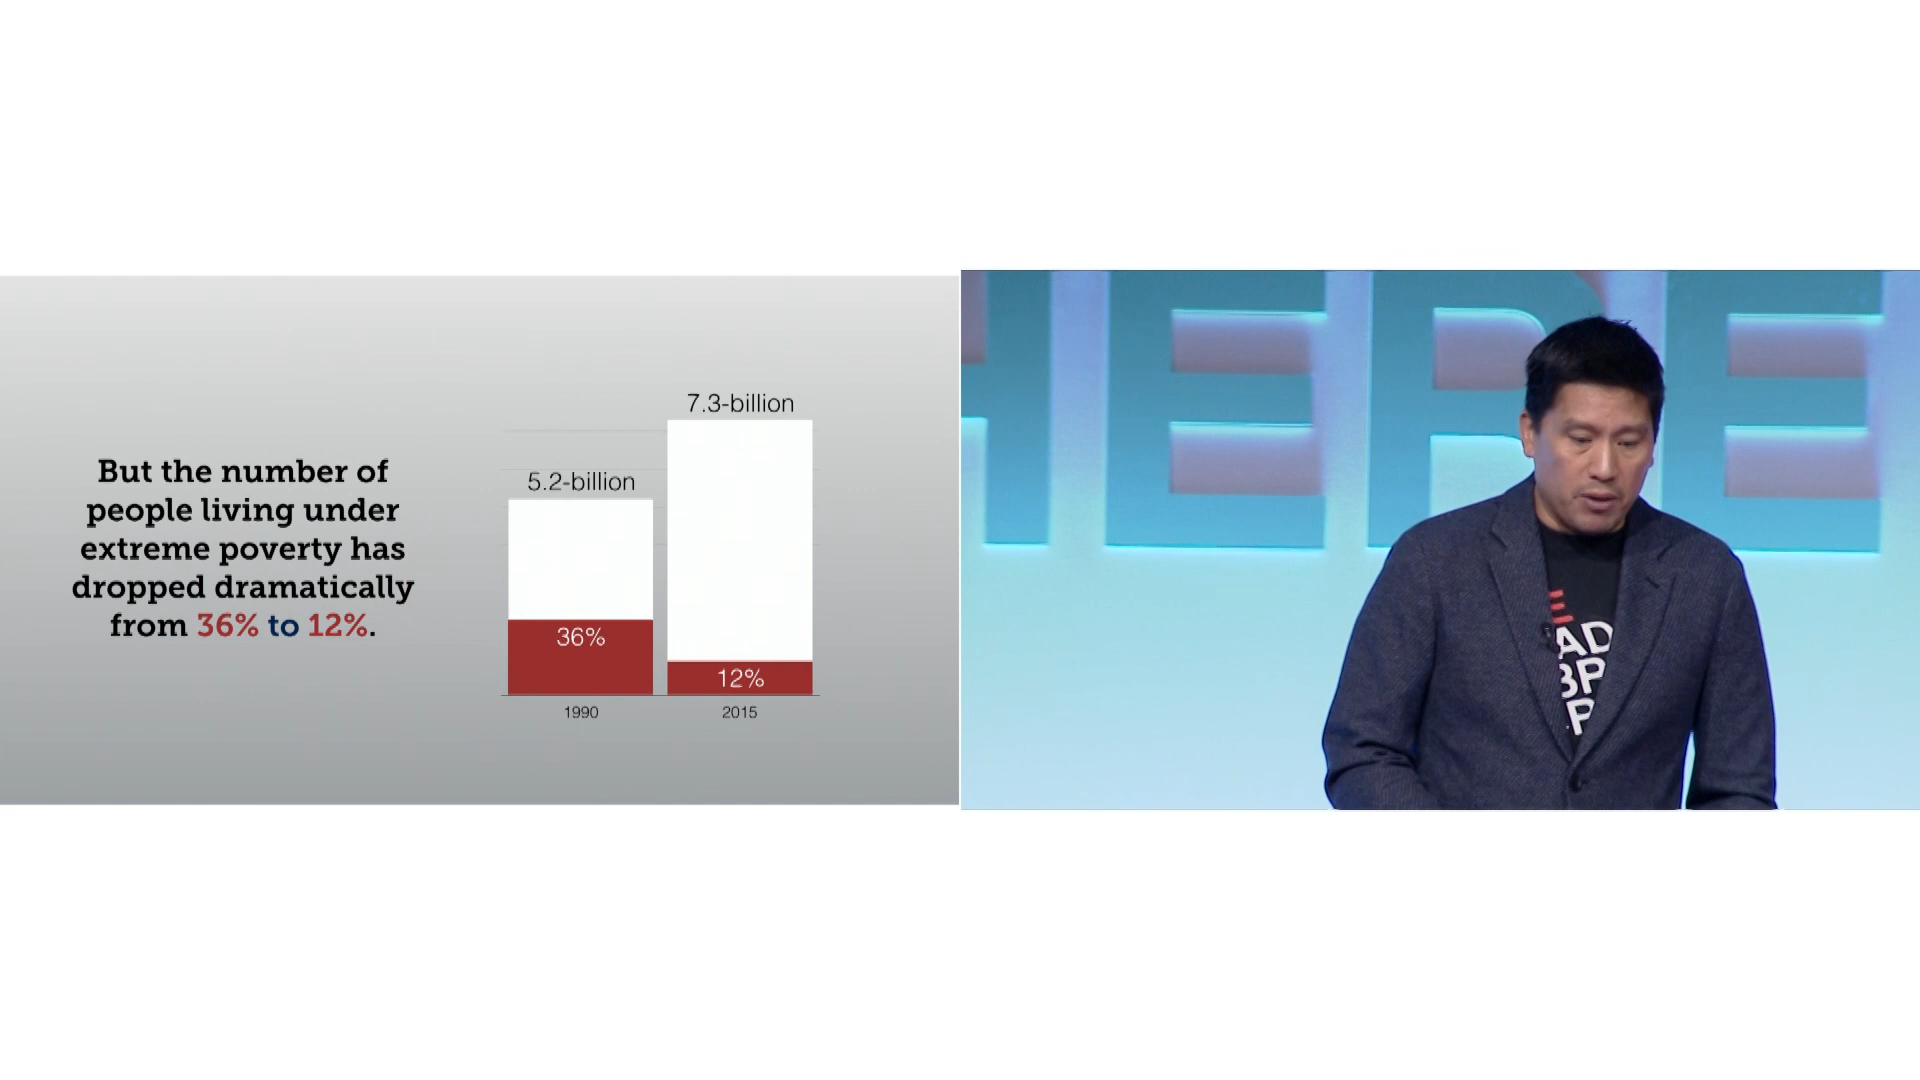 But the number of
people living under
extreme poverty has
dropped dramatically
from 36% to 12%.
7.3-billion
5.2-billion
36%
12%
1990
2015
HERE